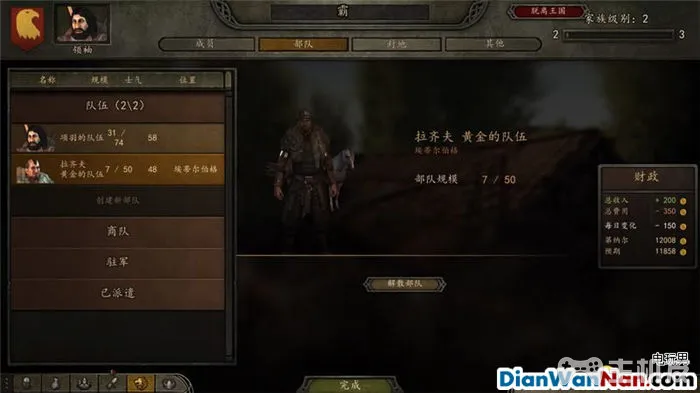 霸
脱离王国
家族级别：2
领袖
2
3
成员
部队
封地
其他
名称 规模 士气 位置
队伍 (2\2)
项羽的队伍 31 / 74 58
拉齐夫
黄金的队伍 7 / 50 48 埃蒂尔伯格
创建新部队
商队
驻军
已派遣
拉齐夫 黄金的队伍
埃蒂尔伯格
部队规模 7 / 50
财政
总收入 + 200
总费用 - 350
每日变化 - 150
第纳尔 12008
预期 11858
解散部队
完成
电玩男
DianWanNan.com